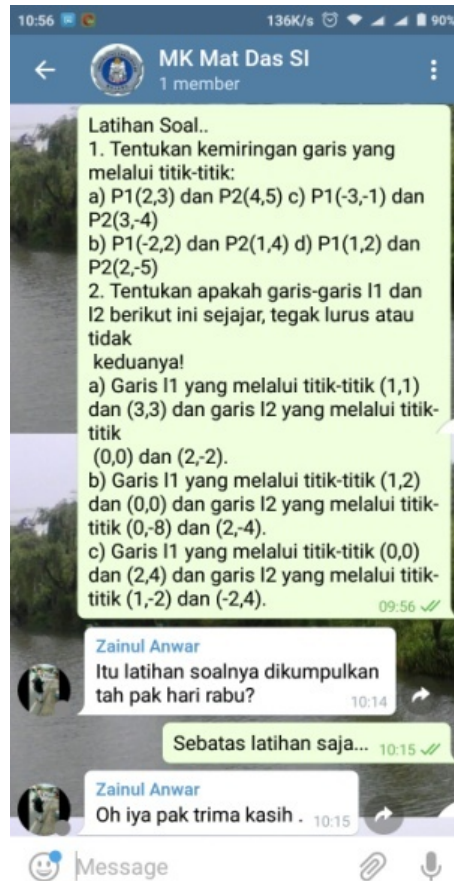 10:56 136K/s 90%
MK Mat Das SI
1 member
Latihan Soal..
1. Tentukan kemiringan garis yang
melalui titik-titik:
a) P1(2,3) dan P2(4,5) c) P1(-3,-1) dan
P2(3,-4)
b) P1(-2,2) dan P2(1,4) d) P1(1,2) dan
P2(2,-5)
2. Tentukan apakah garis-garis l1 dan
l2 berikut ini sejajar, tegak lurus atau
tidak
keduanya!
a) Garis l1 yang melalui titik-titik (1,1)
dan (3,3) dan garis l2 yang melalui titik-
titik
(0,0) dan (2,-2).
b) Garis l1 yang melalui titik-titik (1,2)
dan (0,0) dan garis l2 yang melalui titik-
titik (0,-8) dan (2,-4).
c) Garis l1 yang melalui titik-titik (0,0)
dan (2,4) dan garis l2 yang melalui titik-
titik (1,-2) dan (-2,4).
09:56
Zainul Anwar
Itu latihan soalnya dikumpulkan
tah pak hari rabu?
10:14
Sebatas latihan saja... 10:15
Zainul Anwar
Oh iya pak trima kasih . 10:15
Message